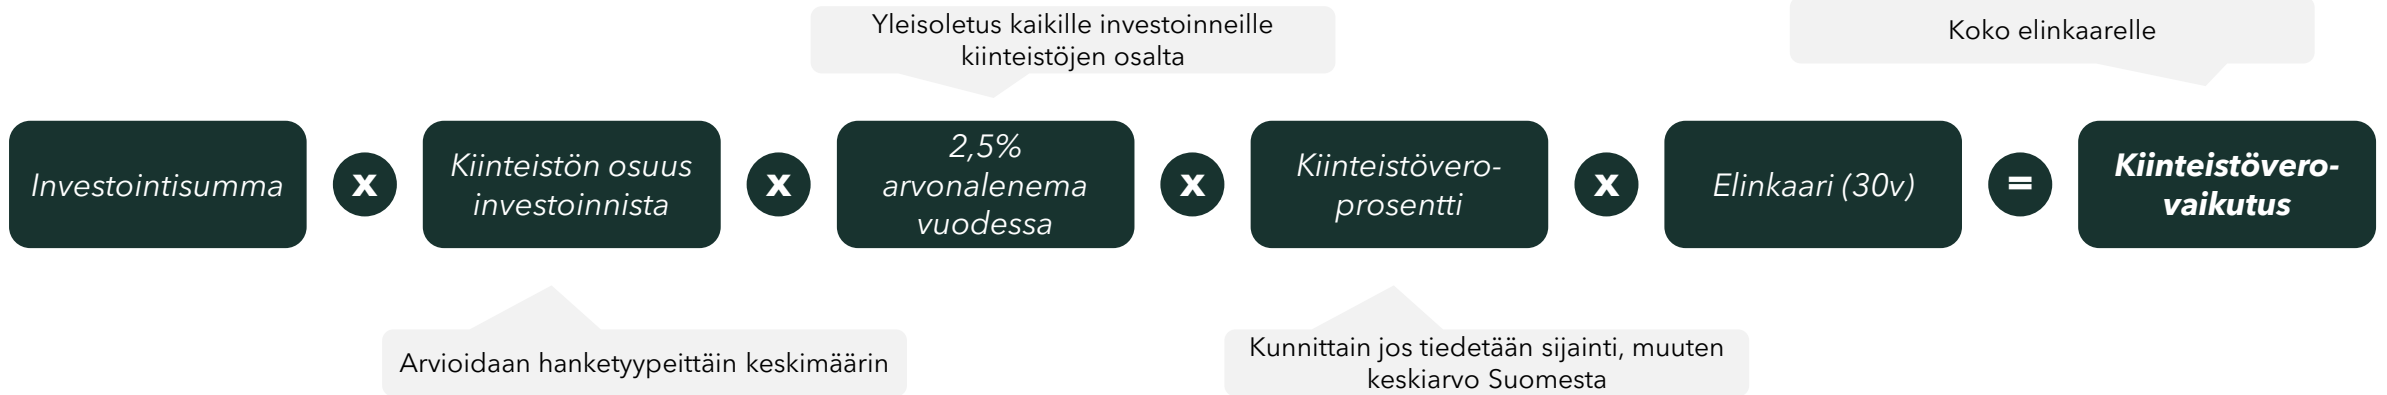 Yleisoletus kaikille investoinneille
kiinteistöjen osalta
Koko elinkaarelle
Investointisumma
x
Kiinteistön osuus
investoinnista
x
2,5%
arvonalenema
vuodessa
x
Kiinteistövero-
prosentti
x
Elinkaari (30v)
=
Kiinteistövero-
vaikutus
Arvioidaan hanketyypeittäin keskimäärin
Kunnittain jos tiedetään sijainti, muuten
keskiarvo Suomesta